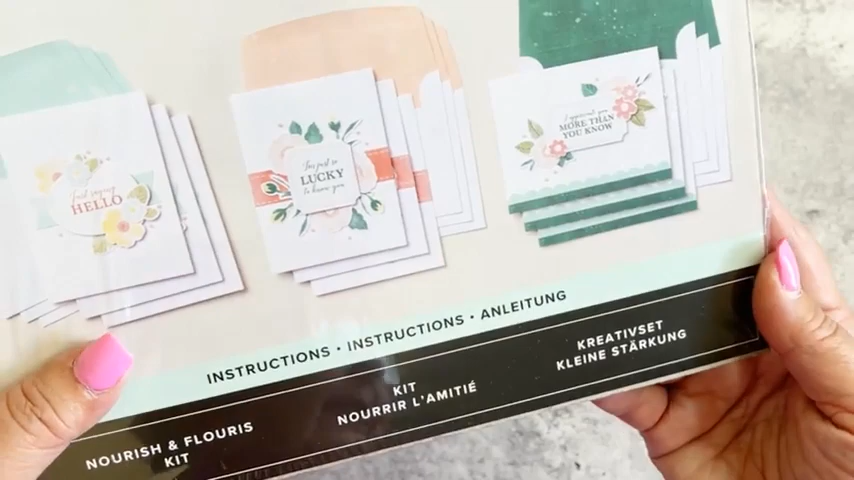 just saying
HELLO
I'm just so
LUCKY
to know you
I appreciate you
MORE THAN
YOU KNOW
INSTRUCTIONS • INSTRUCTIONS • ANLEITUNG
NOURISH & FLOURIS
KIT
KIT
NOURRIR L'AMITIÉ
KREATIVSET
KLEINE STÄRKUNG